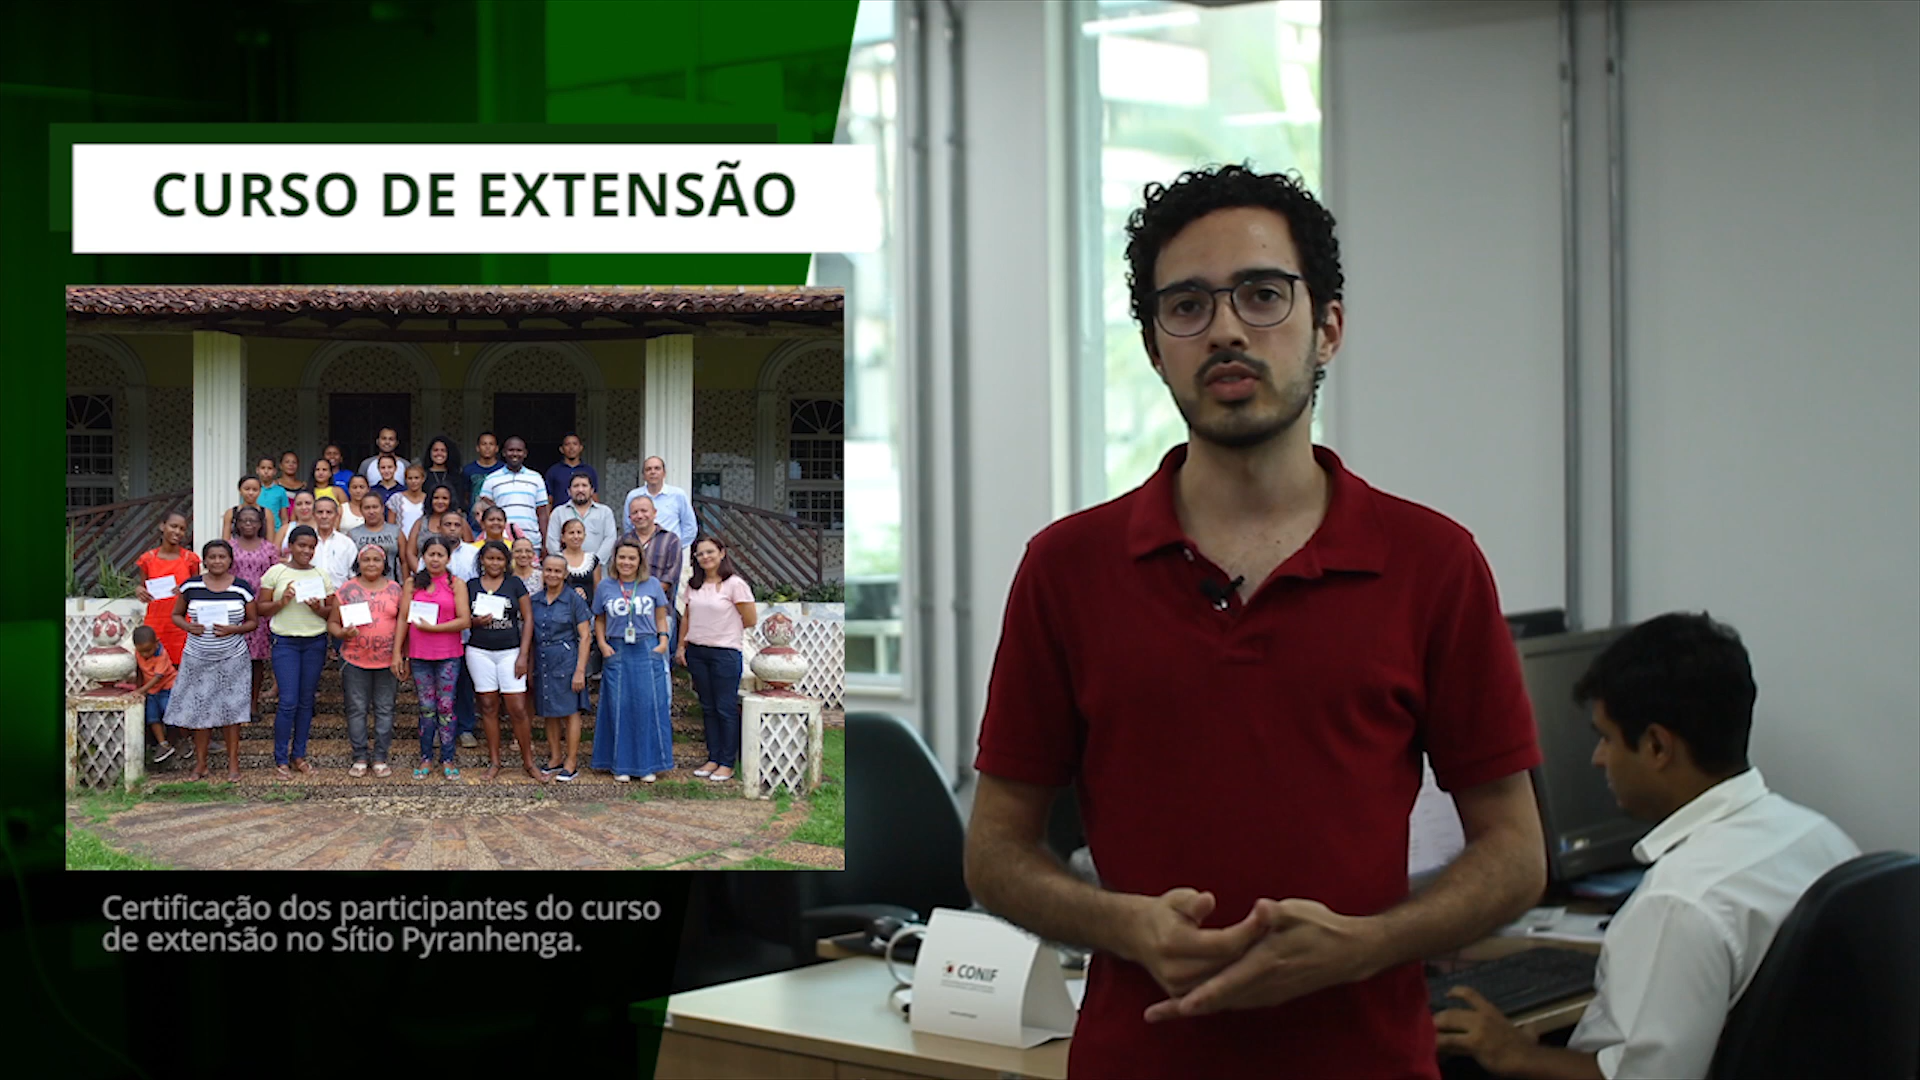 CURSO DE EXTENSÃO
Certificação dos participantes do curso
de extensão no Sítio Pyranhenga.
CONIF